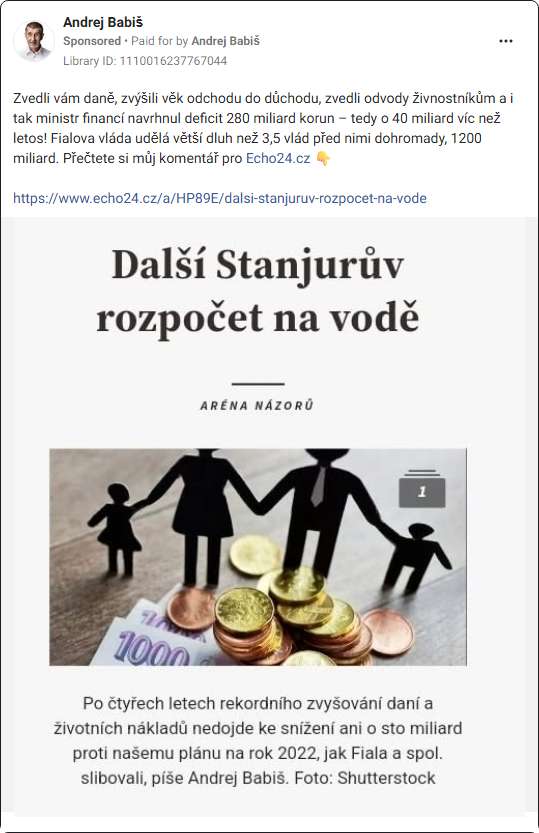 Andrej Babiš
Sponsored • Paid for by Andrej Babiš
Library ID: 1110016237767044
Zvedli vám daně, zvýšili věk odchodu do důchodu, zvedli odvody živnostníkům a i
tak ministr financí navrhnul deficit 280 miliard korun – tedy o 40 miliard víc než
letos! Fialova vláda udělá větší dluh než 3,5 vlád před nimi dohromady, 1200
miliard. Přečtete si můj komentář pro Echo24.cz 👇
https://www.echo24.cz/a/HP89E/dalsi-stanjuruv-rozpocet-na-vode
Další Stanjurův
rozpočet na vodě
ARÉNA NÁZORŮ
1
1000
Po čtyřech letech rekordního zvyšování daní a
životních nákladů nedojde ke snížení ani o sto miliard
proti našemu plánu na rok 2022, jak Fiala a spol.
slibovali, píše Andrej Babiš. Foto: Shutterstock